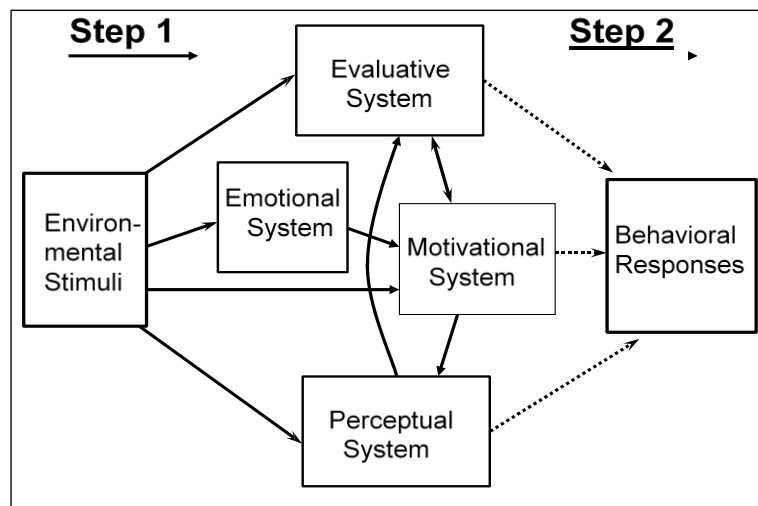 Step 1
Step 2
Evaluative
System
Emotional
System
Environ-
mental
Stimuli
Motivational
System
Behavioral
Responses
Perceptual
System